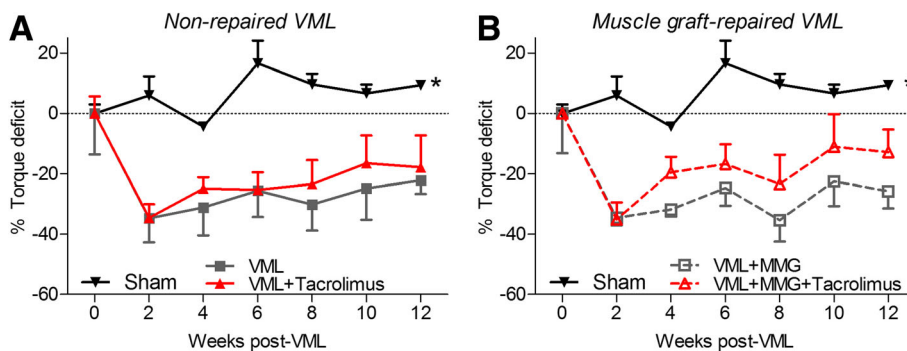 A
Non-repaired VML
% Torque deficit
20
0
-20
-40
-60
*
Sham
VML
VML+Tacrolimus
0 2 4 6 8 10 12
Weeks post-VML
B
Muscle graft-repaired VML
% Torque deficit
20
0
-20
-40
-60
*
Sham
VML+MMG
VML+MMG+Tacrolimus
0 2 4 6 8 10 12
Weeks post-VML